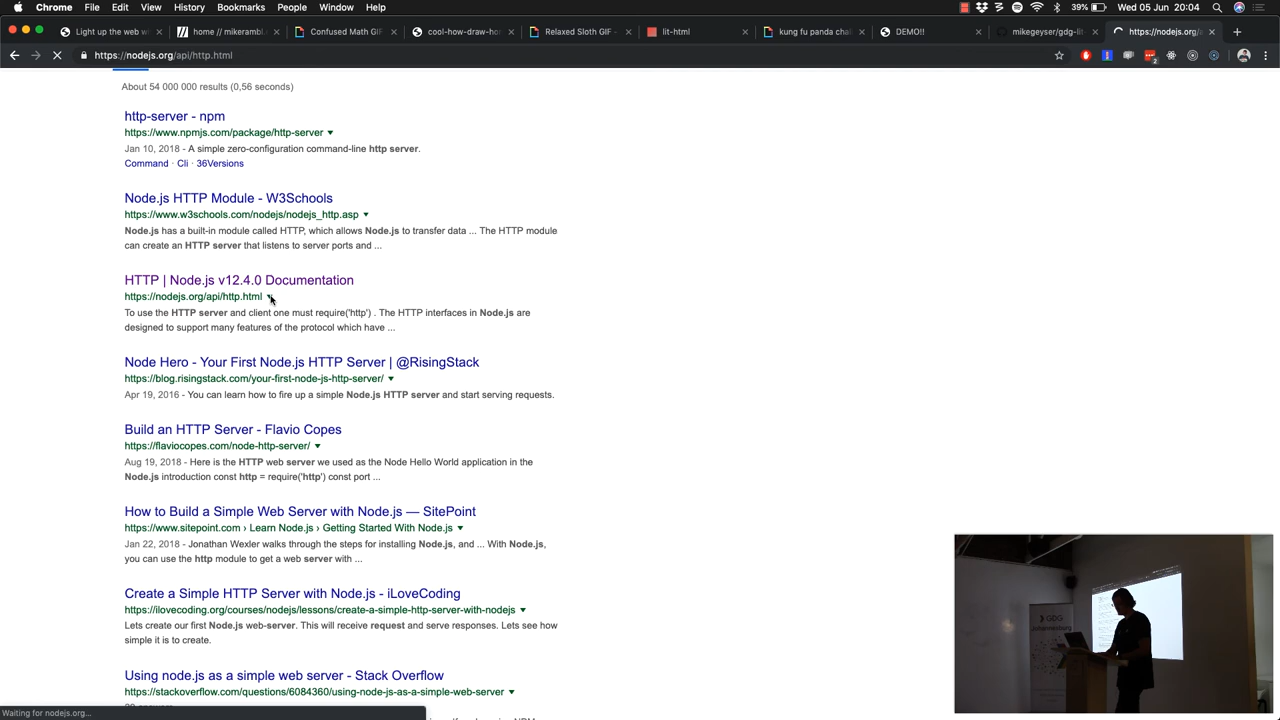 Chrome File Edit View History Bookmarks People Window Help 39% Wed 05 Jun 20:04
Light up the web w home // mikerambl. Confused Math GIF cool-how-draw-hor Relaxed Sloth GIF - lit-html kung fu panda chal DEMO!! mikegeyser/gdg-lit https://nodejs.org/a
https://nodejs.org/api/http.html
About 54 000 000 results (0,56 seconds)
http-server - npm
https://www.npmjs.com/package/http-server
Jan 10, 2018 - A simple zero-configuration command-line http server.
Command · Cli · 36Versions
Node.js HTTP Module - W3Schools
https://www.w3schools.com/nodejs/nodejs_http.asp
Node.js has a built-in module called HTTP, which allows Node.js to transfer data ... The HTTP module
can create an HTTP server that listens to server ports and ...
HTTP | Node.js v12.4.0 Documentation
https://nodejs.org/api/http.html
To use the HTTP server and client one must require('http') . The HTTP interfaces in Node.js are
designed to support many features of the protocol which have ...
Node Hero - Your First Node.js HTTP Server | @RisingStack
https://blog.risingstack.com/your-first-node-js-http-server/
Apr 19, 2016 - You can learn how to fire up a simple Node.js HTTP server and start serving requests.
Build an HTTP Server - Flavio Copes
https://flaviocopes.com/node-http-server/
Aug 19, 2018 - Here is the HTTP web server we used as the Node Hello World application in the
Node.js introduction const http = require('http') const port ...
How to Build a Simple Web Server with Node.js — SitePoint
https://www.sitepoint.com › Learn Node.js › Getting Started With Node.js
Jan 22, 2018 - Jonathan Wexler walks through the steps for installing Node.js, and ... With Node.js,
you can use the http module to get a web server with ...
Create a Simple HTTP Server with Node.js - iLoveCoding
https://ilovecoding.org/courses/nodejs/lessons/create-a-simple-http-server-with-nodejs
Lets create our first Node.js web-server. This will receive request and serve responses. Lets see how
simple it is to create.
Using node.js as a simple web server - Stack Overflow
https://stackoverflow.com/questions/6084360/using-node-js-as-a-simple-web-server
Waiting for nodejs.org...
GDG